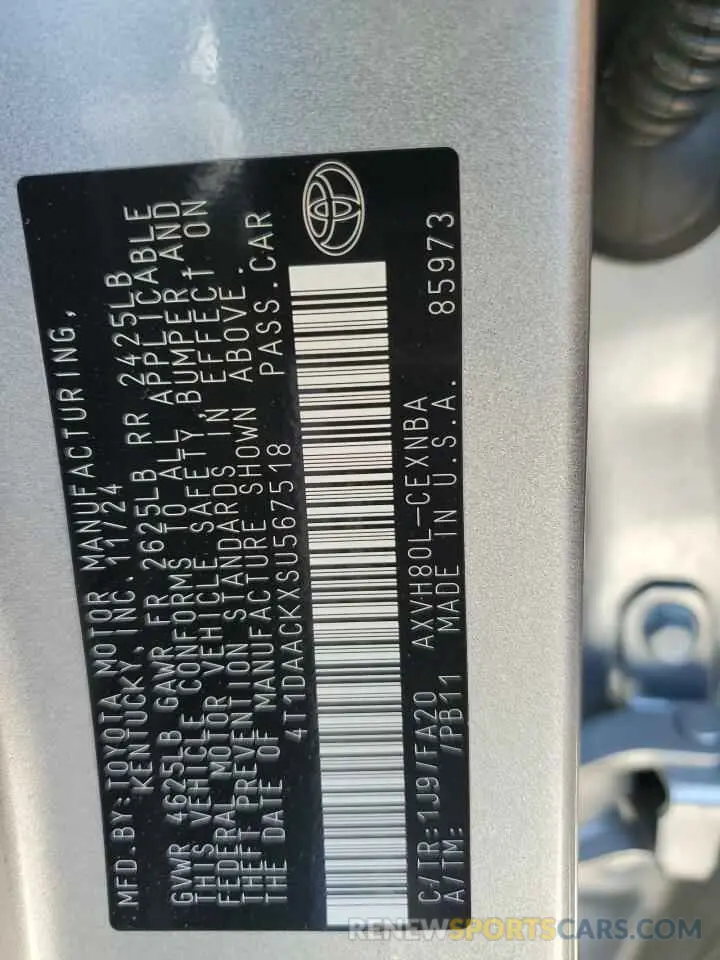 MFD. BY: TOYOTA MOTOR MANUFACTURING,
KENTUCKY, INC. 11/24
GVWR 4625LB GAWR FR 2625LB RR 2425LB
THIS VEHICLE CONFORMS TO ALL APPLICABLE
FEDERAL MOTOR VEHICLE SAFETY, BUMPER, AND
THEFT PREVENTION STANDARDS IN EFFECT ON
THE DATE OF MANUFACTURE SHOWN ABOVE.
4T1DAACKXSU567518 PASS. CAR
C/TR: 1J9/FA20 AXVH80L-CEXNBA
A/TM: /PB11 MADE IN U.S.A. 85973
RENEWSPORTSCARS.COM